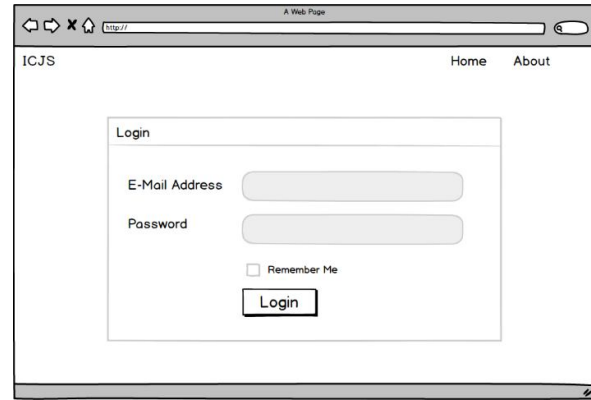 A Web Page
http://
ICJS Home About
Login
E-Mail Address
Password
Remember Me
Login